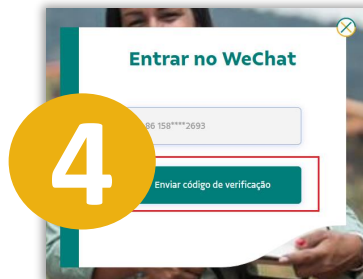 Entrar no WeChat
86 158****2693
4
Enviar código de verificação